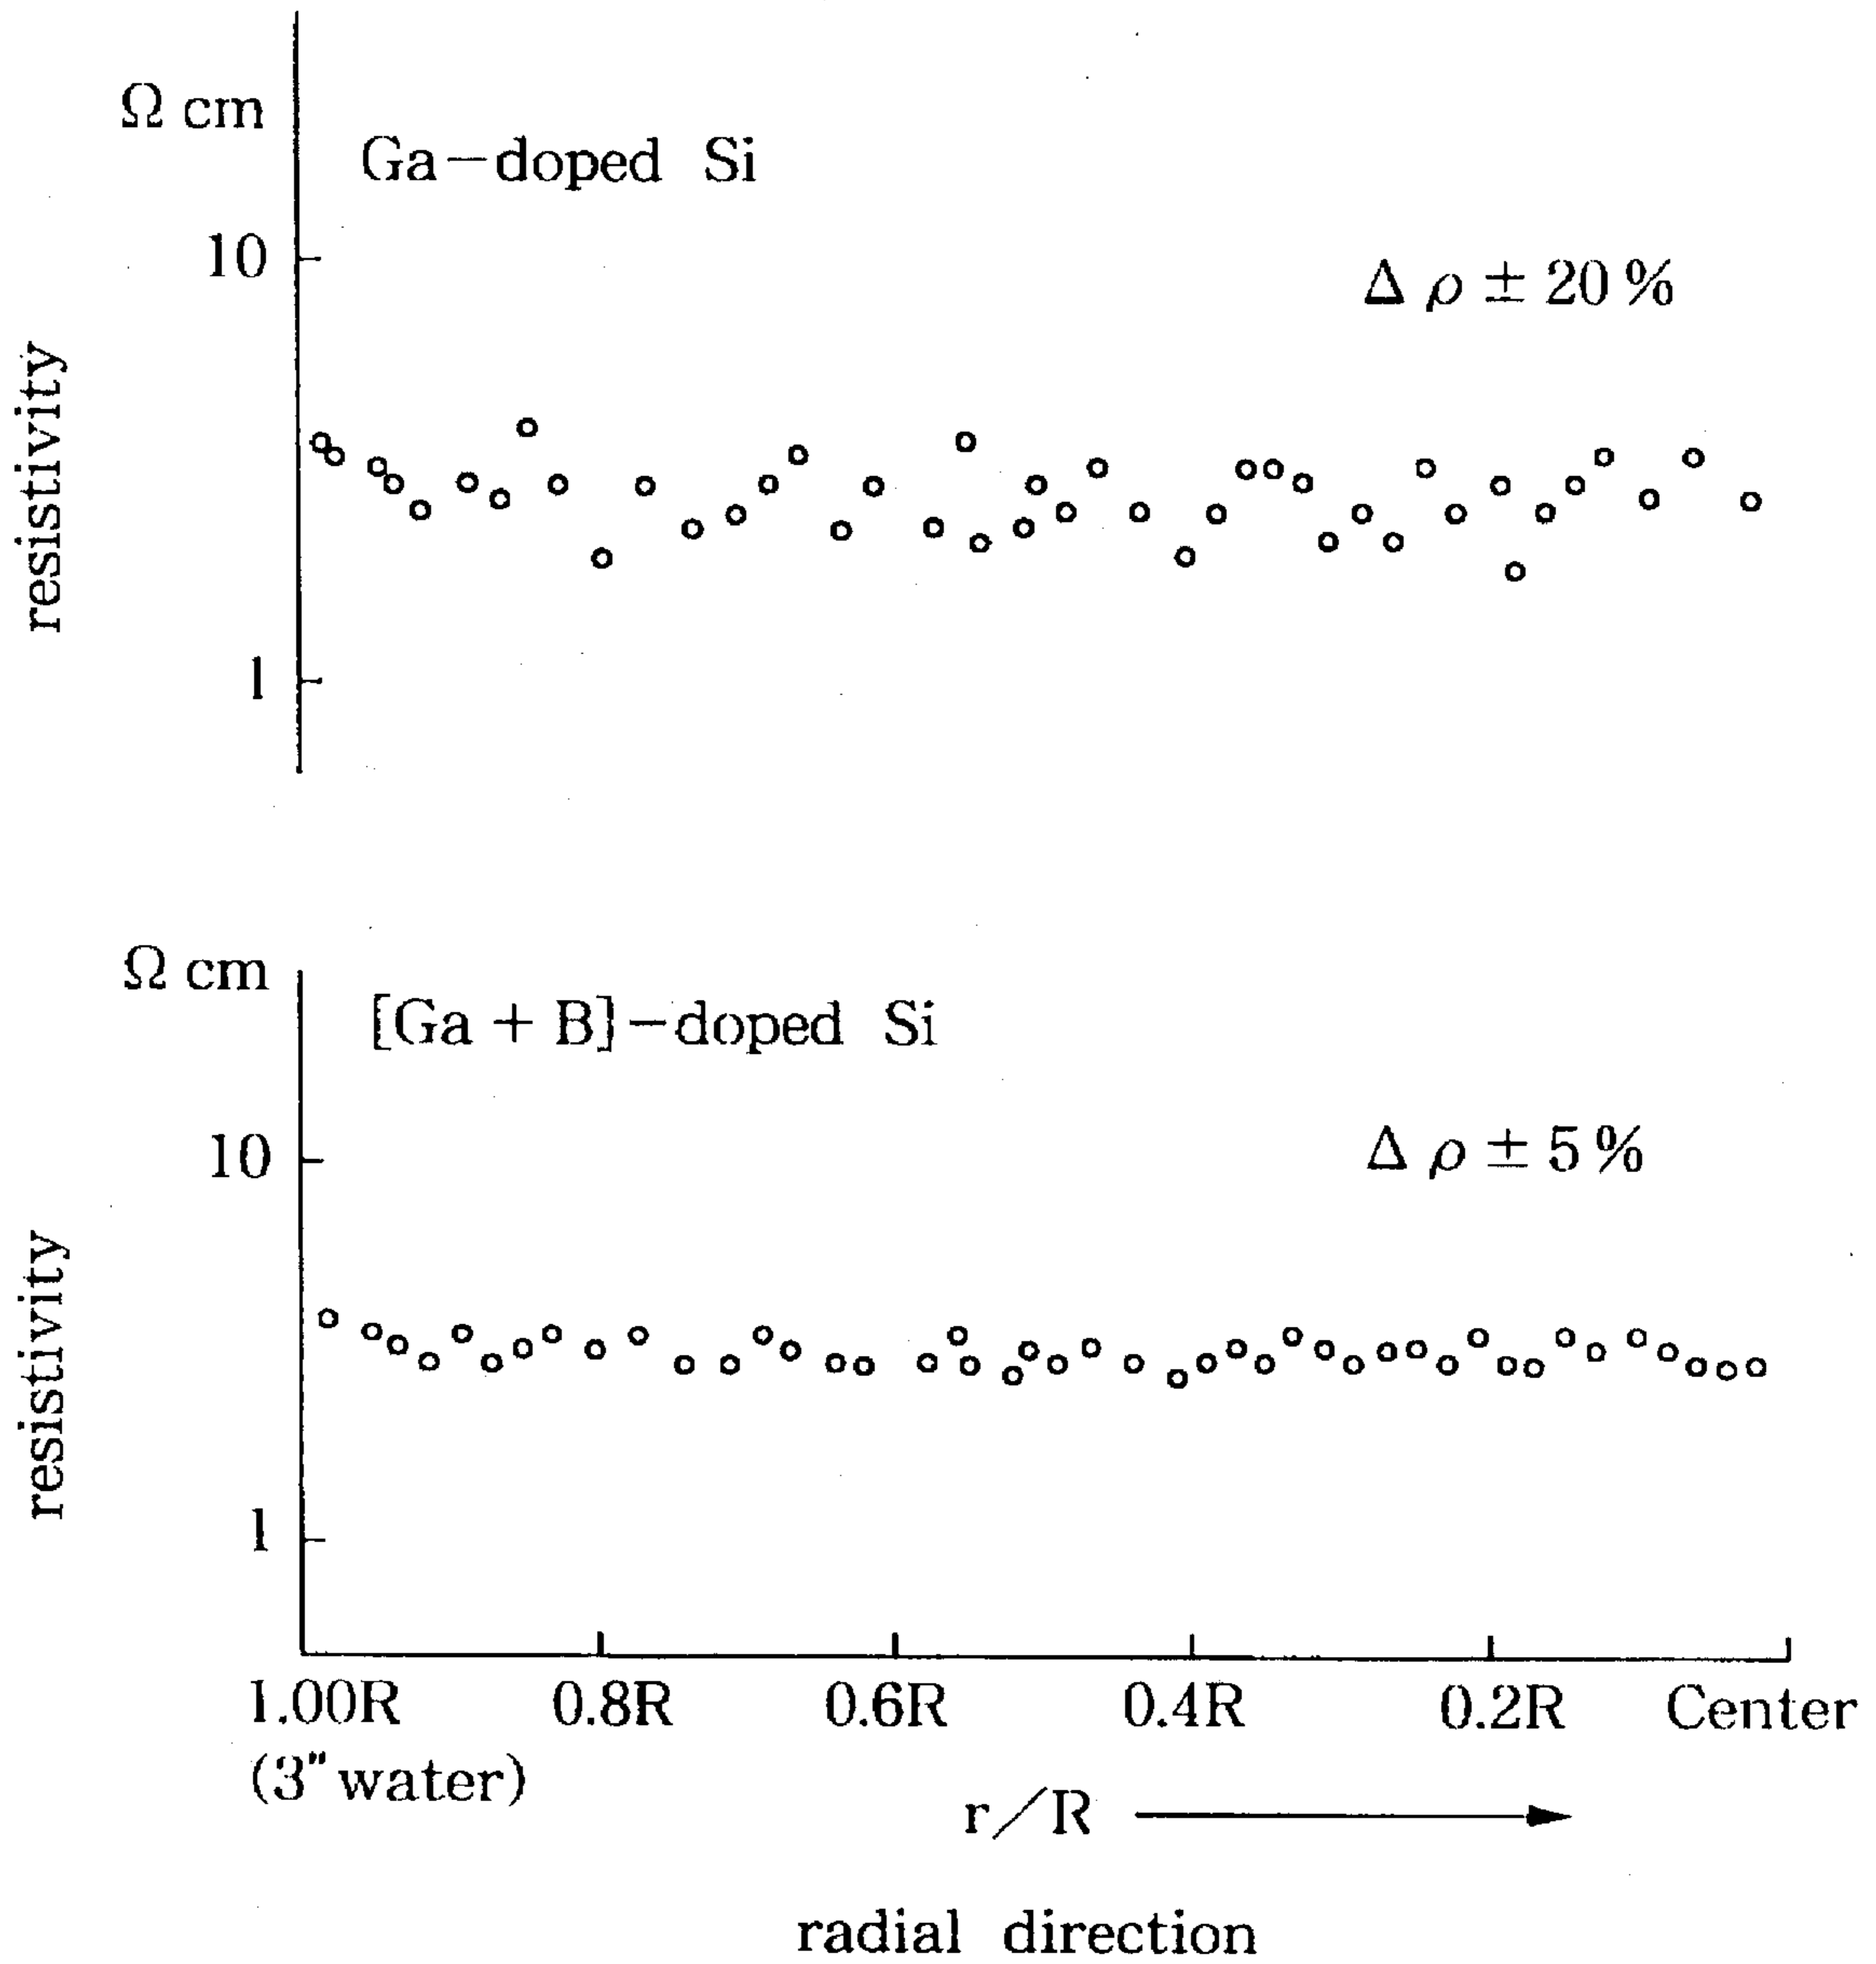 Ω cm
Ga-doped Si
10
Δ ρ ± 20 %
resistivity
1
Ω cm
[Ga + B]-doped Si
10
Δ ρ ± 5 %
resistivity
1
1.00R 0.8R 0.6R 0.4R 0.2R Center
(3"water)
r/R
radial direction